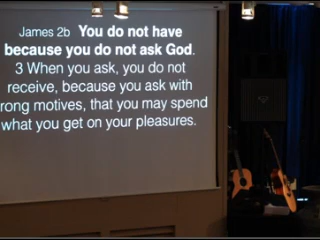 James 2b You do not have
because you do not ask God.
3 When you ask, you do not
receive, because you ask with
rong motives, that you may spend
what you get on your pleasures.